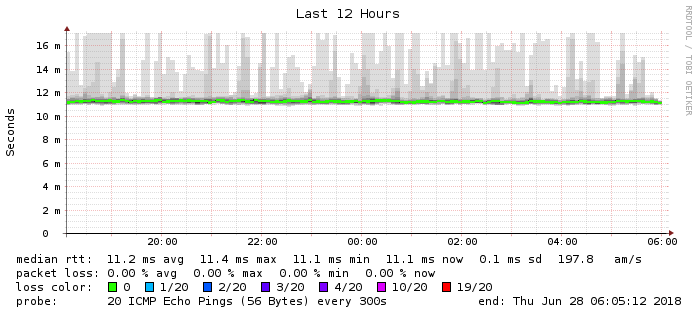 Last 12 Hours
RRDTOOL / TOBI OETIKER
Seconds
16 m
14 m
12 m
10 m
8 m
6 m
4 m
2 m
0
20:00 22:00 00:00 02:00 04:00 06:00
median rtt: 11.2 ms avg 11.4 ms max 11.1 ms min 11.1 ms now 0.1 ms sd 197.8 am/s
packet loss: 0.00 % avg 0.00 % max 0.00 % min 0.00 % now
loss color: 0 1/20 2/20 3/20 4/20 10/20 19/20
probe: 20 ICMP Echo Pings (56 Bytes) every 300s end: Thu Jun 28 06:05:12 2018